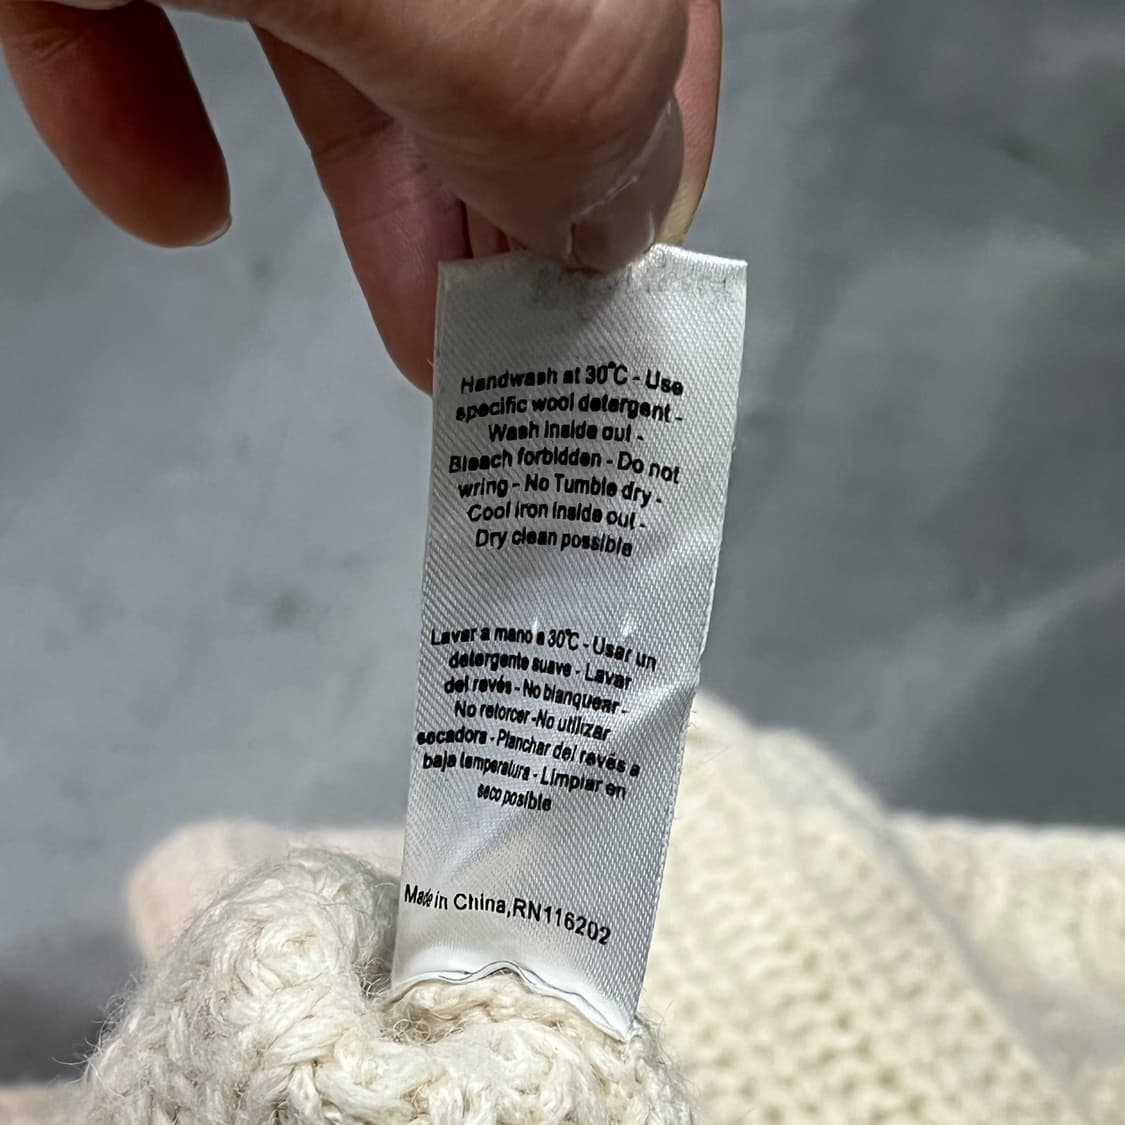 Handwash at 30°C - Use
specific wool detergent -
Wash inside out -
Bleach forbidden - Do not
wring - No Tumble dry -
Cool iron inside out -
Dry clean possible
Lavar a mano a 30°C - Usar un
detergente suave - Lavar
del revés - No blanquear -
No retorcer -No utilizar
secadora - Planchar del revés a
baja temperatura - Limpiar en
seco posible
Made in China,RN116202